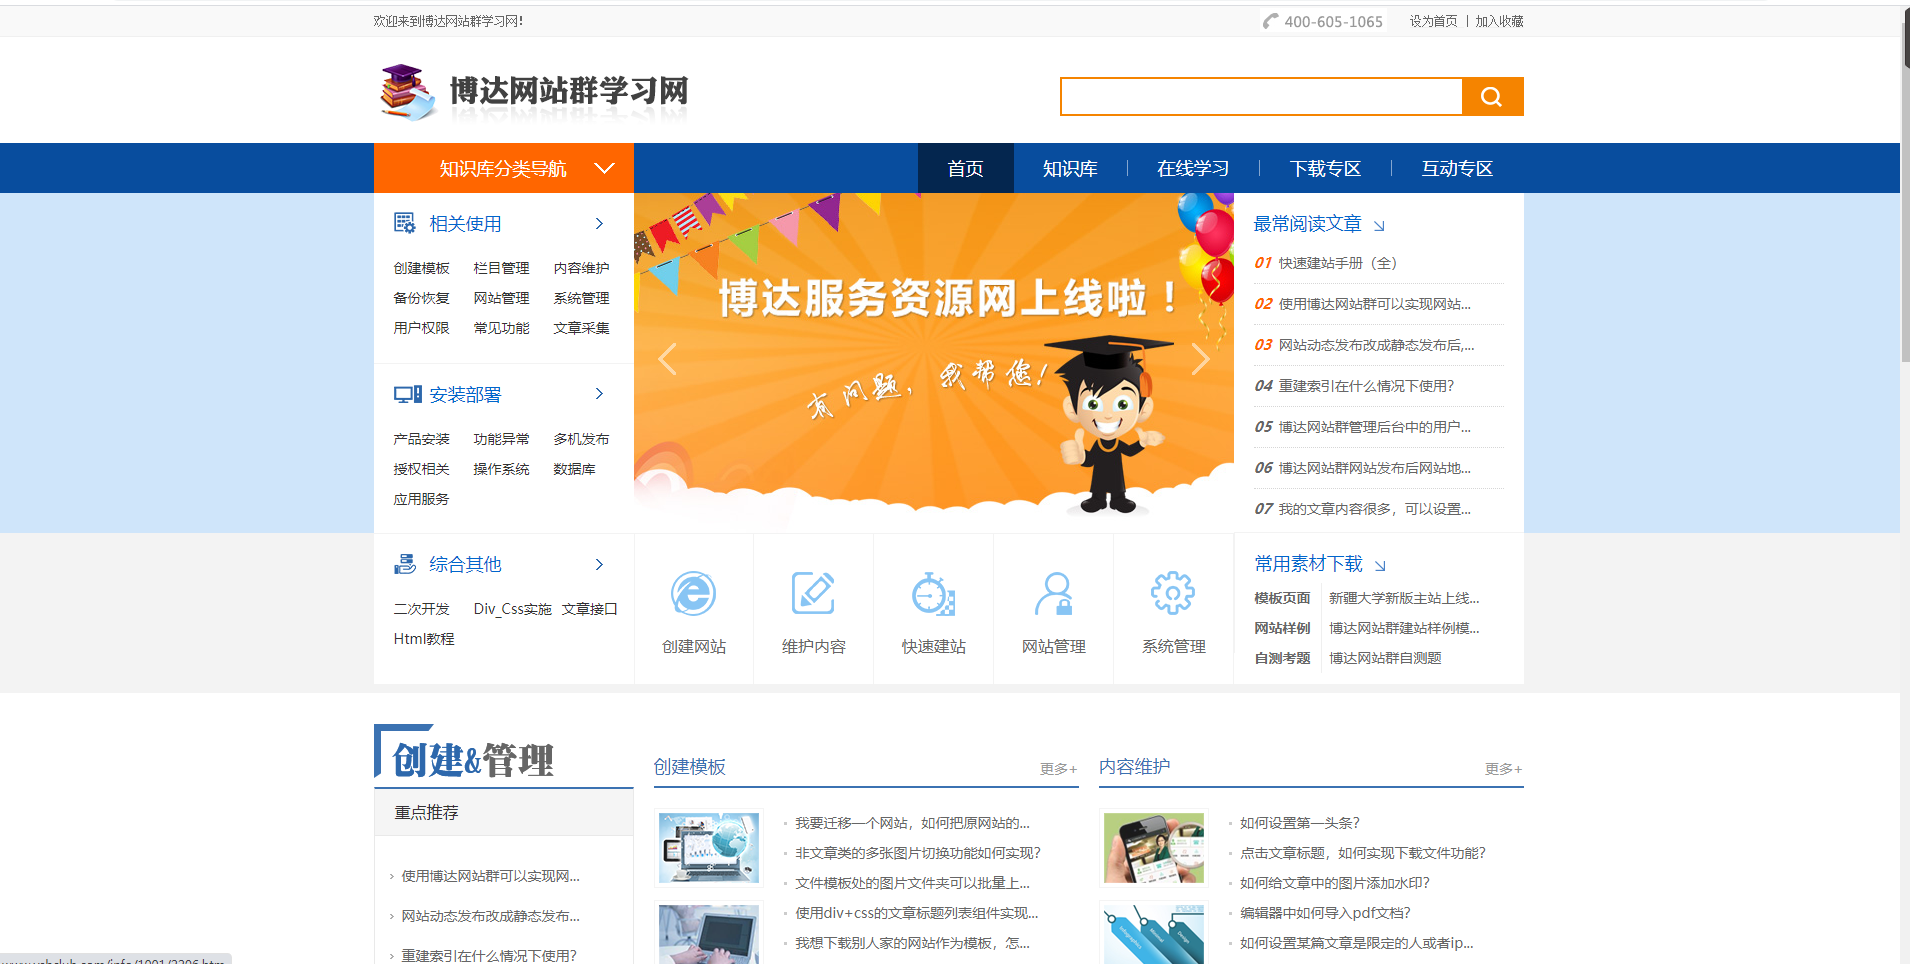 欢迎来到博达网站群学习网!
400-605-1065
设为首页 | 加入收藏
博达网站群学习网
知识库分类导航
首页
知识库
在线学习
下载专区
互动专区
相关使用
创建模板 栏目管理 内容维护
备份恢复 网站管理 系统管理
用户权限 常见功能 文章采集
安装部署
产品安装 功能异常 多机发布
授权相关 操作系统 数据库
应用服务
综合其他
二次开发 Div_Css实施 文章接口
Html教程
博达服务资源网上线啦！
有问题，我帮您!
最常阅读文章
01 快速建站手册（全）
02 使用博达网站群可以实现网站...
03 网站动态发布改成静态发布后,...
04 重建索引在什么情况下使用?
05 博达网站群管理后台中的用户...
06 博达网站群网站发布后网站地...
07 我的文章内容很多，可以设置...
创建网站
维护内容
快速建站
网站管理
系统管理
常用素材下载
模板页面 新疆大学新版主站上线...
网站样例 博达网站群建站样例模...
自测考题 博达网站群自测题
创建&管理
重点推荐
使用博达网站群可以实现网...
网站动态发布改成静态发布...
重建索引在什么情况下使用?
创建模板
更多+
我要迁移一个网站，如何把原网站的...
非文章类的多张图片切换功能如何实现?
文件模板处的图片文件夹可以批量上...
使用div+css的文章标题列表组件实现...
我想下载别人家的网站作为模板，怎...
内容维护
更多+
如何设置第一头条?
点击文章标题，如何实现下载文件功能?
如何给文章中的图片添加水印?
编辑器中如何导入pdf文档?
如何设置某篇文章是限定的人或者ip...